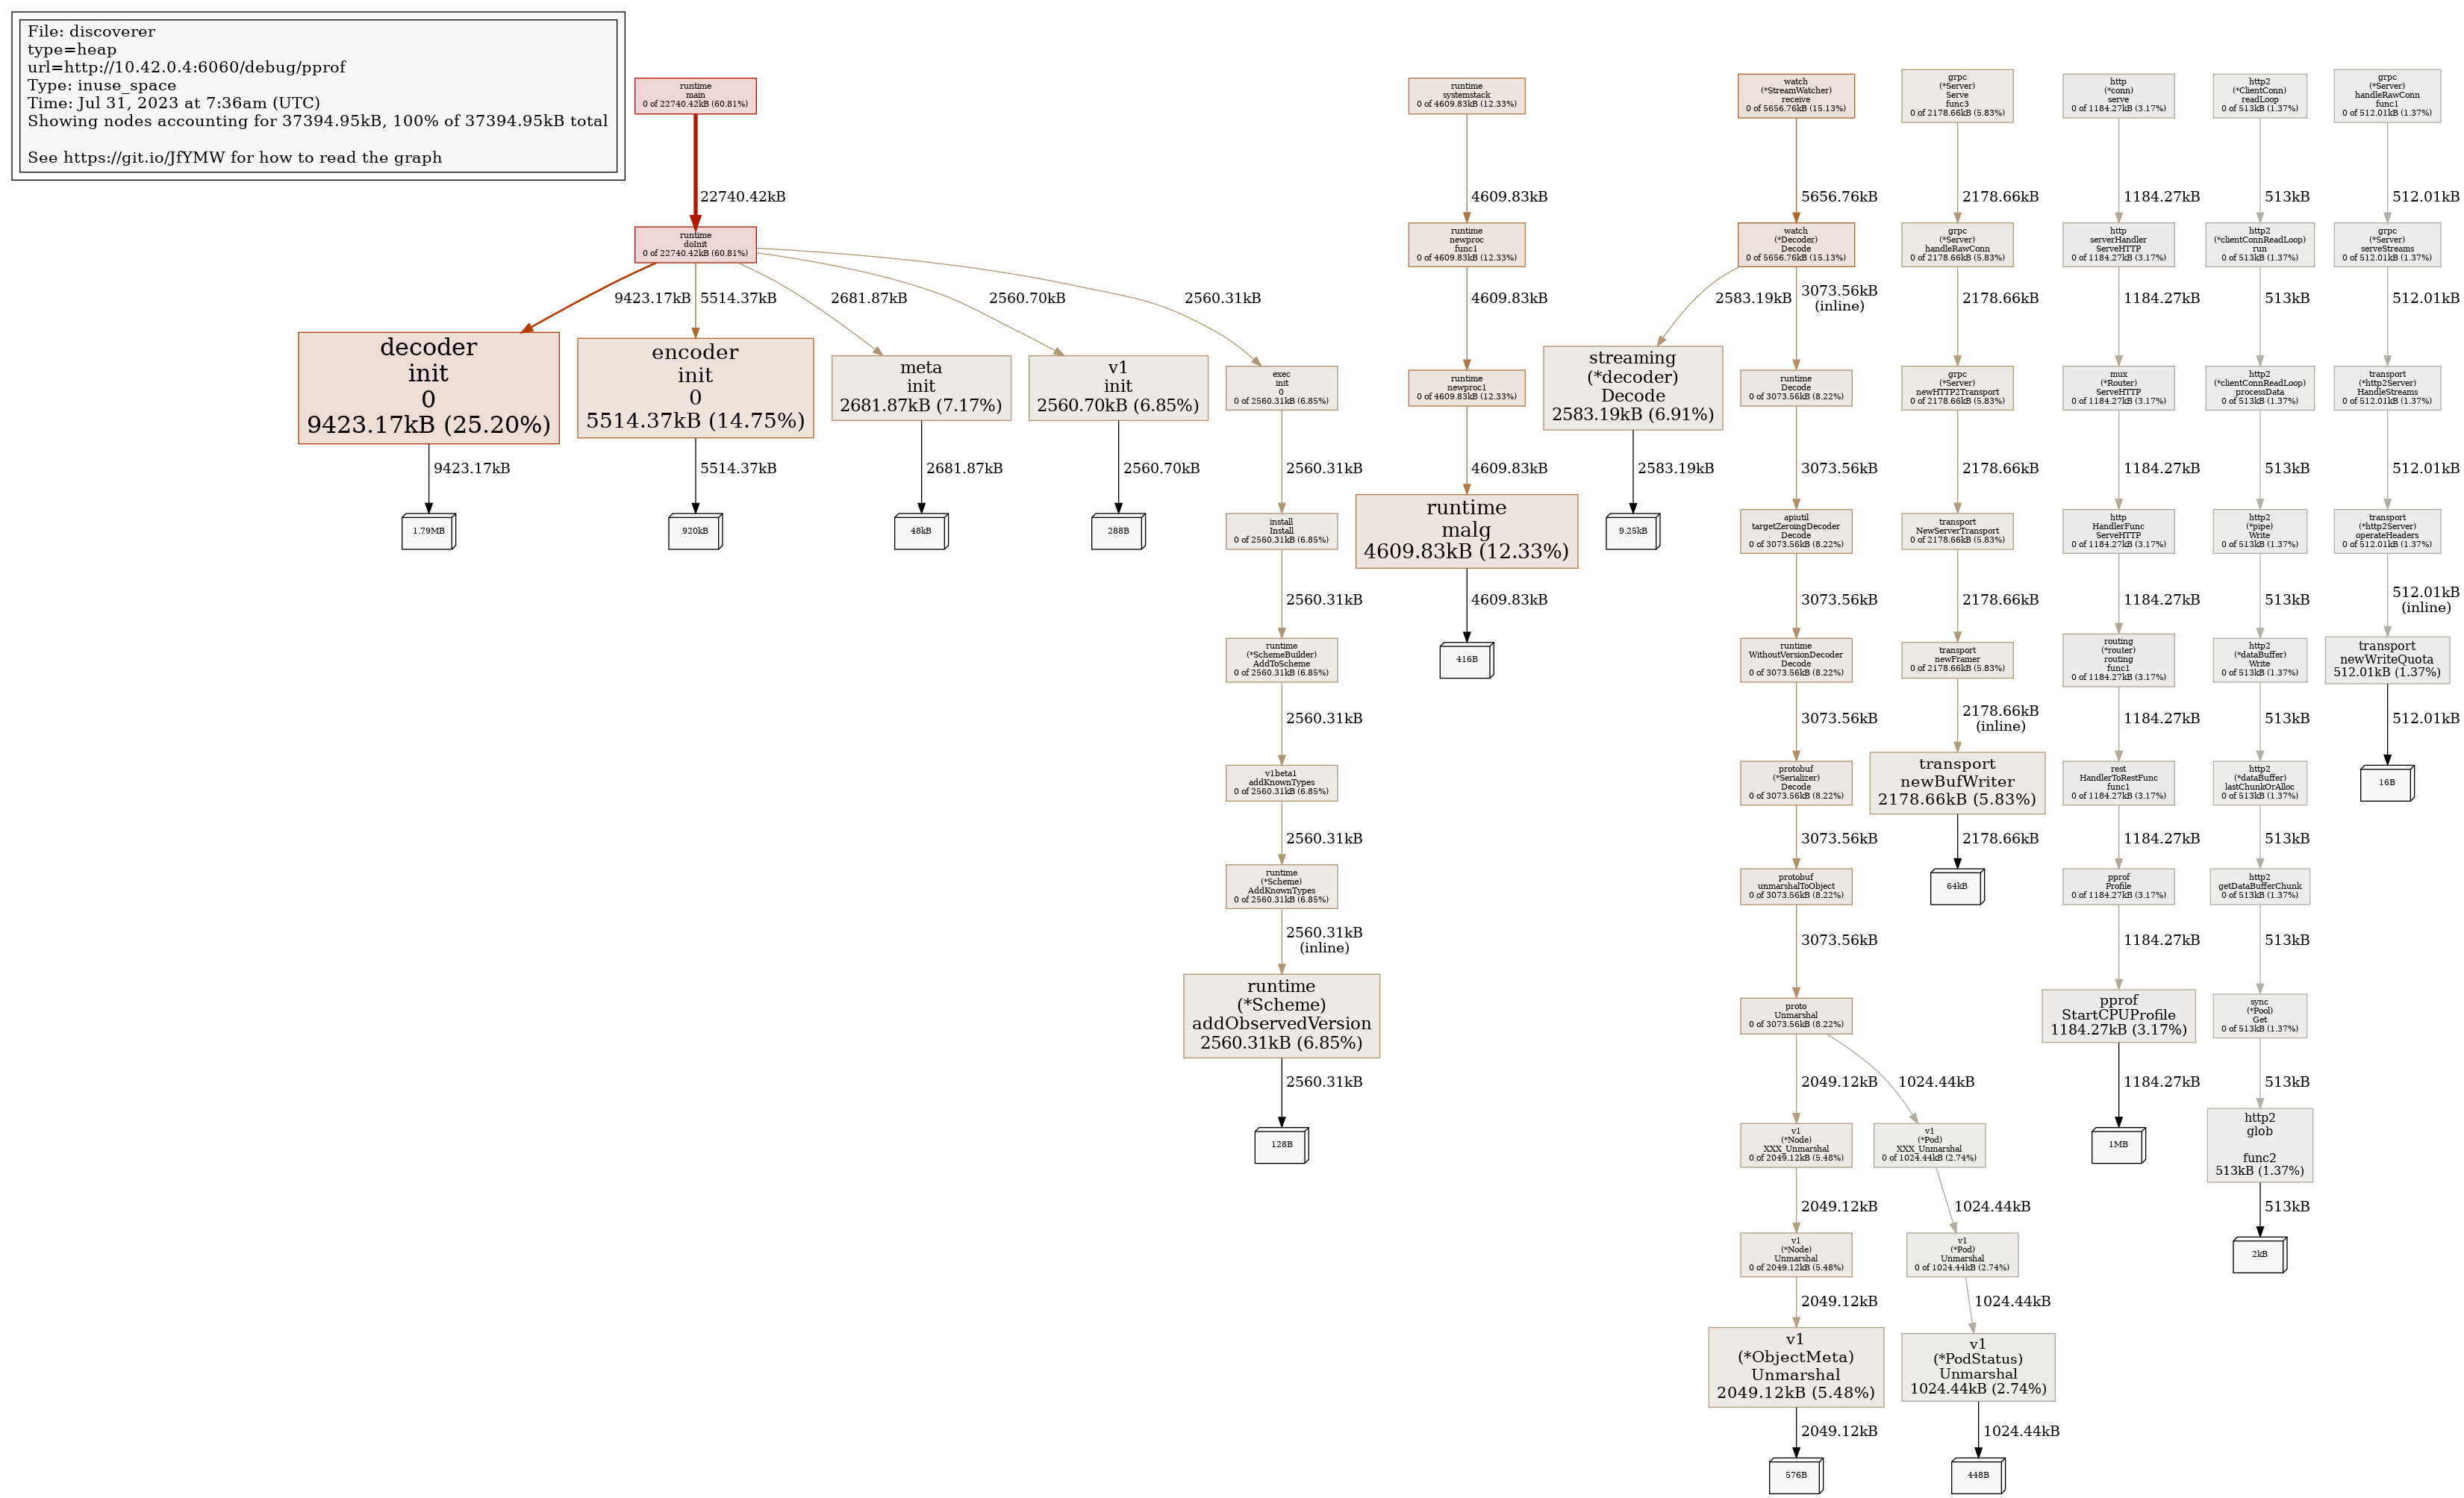 File: discoverer
type=heap
url=http://10.42.0.4:6060/debug/pprof
Type: inuse_space
Time: Jul 31, 2023 at 7:36am (UTC)
Showing nodes accounting for 37394.95kB, 100% of 37394.95kB total
See https://git.io/JfYMW for how to read the graph
runtime
main
0 of 22740.42kB (60.81%)
22740.42kB
runtime
doInit
0 of 22740.42kB (60.81%)
9423.17kB
5514.37kB
2681.87kB
2560.70kB
2560.31kB
decoder
init
0
9423.17kB (25.20%)
9423.17kB
1.79MB
encoder
init
0
5514.37kB (14.75%)
5514.37kB
920kB
meta
init
2681.87kB (7.17%)
2681.87kB
48kB
v1
init
2560.70kB (6.85%)
2560.70kB
288B
exec
init
0
0 of 2560.31kB (6.85%)
2560.31kB
install
Install
0 of 2560.31kB (6.85%)
2560.31kB
runtime
(*SchemeBuilder)
AddToScheme
0 of 2560.31kB (6.85%)
2560.31kB
v1beta1
addKnownTypes
0 of 2560.31kB (6.85%)
2560.31kB
runtime
(*Scheme)
AddKnownTypes
0 of 2560.31kB (6.85%)
2560.31kB
(inline)
runtime
(*Scheme)
addObservedVersion
2560.31kB (6.85%)
2560.31kB
128B
runtime
systemstack
0 of 4609.83kB (12.33%)
4609.83kB
runtime
newproc
func1
0 of 4609.83kB (12.33%)
4609.83kB
runtime
newproc1
0 of 4609.83kB (12.33%)
4609.83kB
runtime
malg
4609.83kB (12.33%)
4609.83kB
416B
watch
(*StreamWatcher)
receive
0 of 5656.76kB (15.13%)
5656.76kB
watch
(*Decoder)
Decode
0 of 5656.76kB (15.13%)
2583.19kB
3073.56kB
(inline)
streaming
(*decoder)
Decode
2583.19kB (6.91%)
2583.19kB
9.25kB
runtime
Decode
0 of 3073.56kB (8.22%)
3073.56kB
apiutil
targetZeroingDecoder
Decode
0 of 3073.56kB (8.22%)
3073.56kB
runtime
WithoutVersionDecoder
Decode
0 of 3073.56kB (8.22%)
3073.56kB
protobuf
(*Serializer)
Decode
0 of 3073.56kB (8.22%)
3073.56kB
protobuf
unmarshalToObject
0 of 3073.56kB (8.22%)
3073.56kB
proto
Unmarshal
0 of 3073.56kB (8.22%)
2049.12kB
1024.44kB
v1
(*Node)
XXX_Unmarshal
0 of 2049.12kB (5.48%)
2049.12kB
v1
(*Node)
Unmarshal
0 of 2049.12kB (5.48%)
2049.12kB
v1
(*ObjectMeta)
Unmarshal
2049.12kB (5.48%)
2049.12kB
576B
v1
(*Pod)
XXX_Unmarshal
0 of 1024.44kB (2.74%)
1024.44kB
v1
(*Pod)
Unmarshal
0 of 1024.44kB (2.74%)
1024.44kB
v1
(*PodStatus)
Unmarshal
1024.44kB (2.74%)
1024.44kB
448B
grpc
(*Server)
Serve
func3
0 of 2178.66kB (5.83%)
2178.66kB
grpc
(*Server)
handleRawConn
0 of 2178.66kB (5.83%)
2178.66kB
grpc
(*Server)
newHTTP2Transport
0 of 2178.66kB (5.83%)
2178.66kB
transport
NewServerTransport
0 of 2178.66kB (5.83%)
2178.66kB
transport
newFramer
0 of 2178.66kB (5.83%)
2178.66kB
(inline)
transport
newBufWriter
2178.66kB (5.83%)
2178.66kB
64kB
http
(*conn)
serve
0 of 1184.27kB (3.17%)
1184.27kB
http
serverHandler
ServeHTTP
0 of 1184.27kB (3.17%)
1184.27kB
mux
(*Router)
ServeHTTP
0 of 1184.27kB (3.17%)
1184.27kB
http
HandlerFunc
ServeHTTP
0 of 1184.27kB (3.17%)
1184.27kB
routing
(*router)
routing
func1
0 of 1184.27kB (3.17%)
1184.27kB
rest
HandlerToRestFunc
func1
0 of 1184.27kB (3.17%)
1184.27kB
pprof
Profile
0 of 1184.27kB (3.17%)
1184.27kB
pprof
StartCPUProfile
1184.27kB (3.17%)
1184.27kB
1MB
http2
(*ClientConn)
readLoop
0 of 513kB (1.37%)
513kB
http2
(*clientConnReadLoop)
run
0 of 513kB (1.37%)
513kB
http2
(*clientConnReadLoop)
processData
0 of 513kB (1.37%)
513kB
http2
(*pipe)
Write
0 of 513kB (1.37%)
513kB
http2
(*dataBuffer)
Write
0 of 513kB (1.37%)
513kB
http2
(*dataBuffer)
lastChunkOrAlloc
0 of 513kB (1.37%)
513kB
http2
getDataBufferChunk
0 of 513kB (1.37%)
513kB
sync
(*Pool)
Get
0 of 513kB (1.37%)
513kB
http2
glob
func2
513kB (1.37%)
513kB
2kB
grpc
(*Server)
handleRawConn
func1
0 of 512.01kB (1.37%)
512.01kB
grpc
(*Server)
serveStreams
0 of 512.01kB (1.37%)
512.01kB
transport
(*http2Server)
HandleStreams
0 of 512.01kB (1.37%)
512.01kB
transport
(*http2Server)
operateHeaders
0 of 512.01kB (1.37%)
512.01kB
(inline)
transport
newWriteQuota
512.01kB (1.37%)
512.01kB
16B